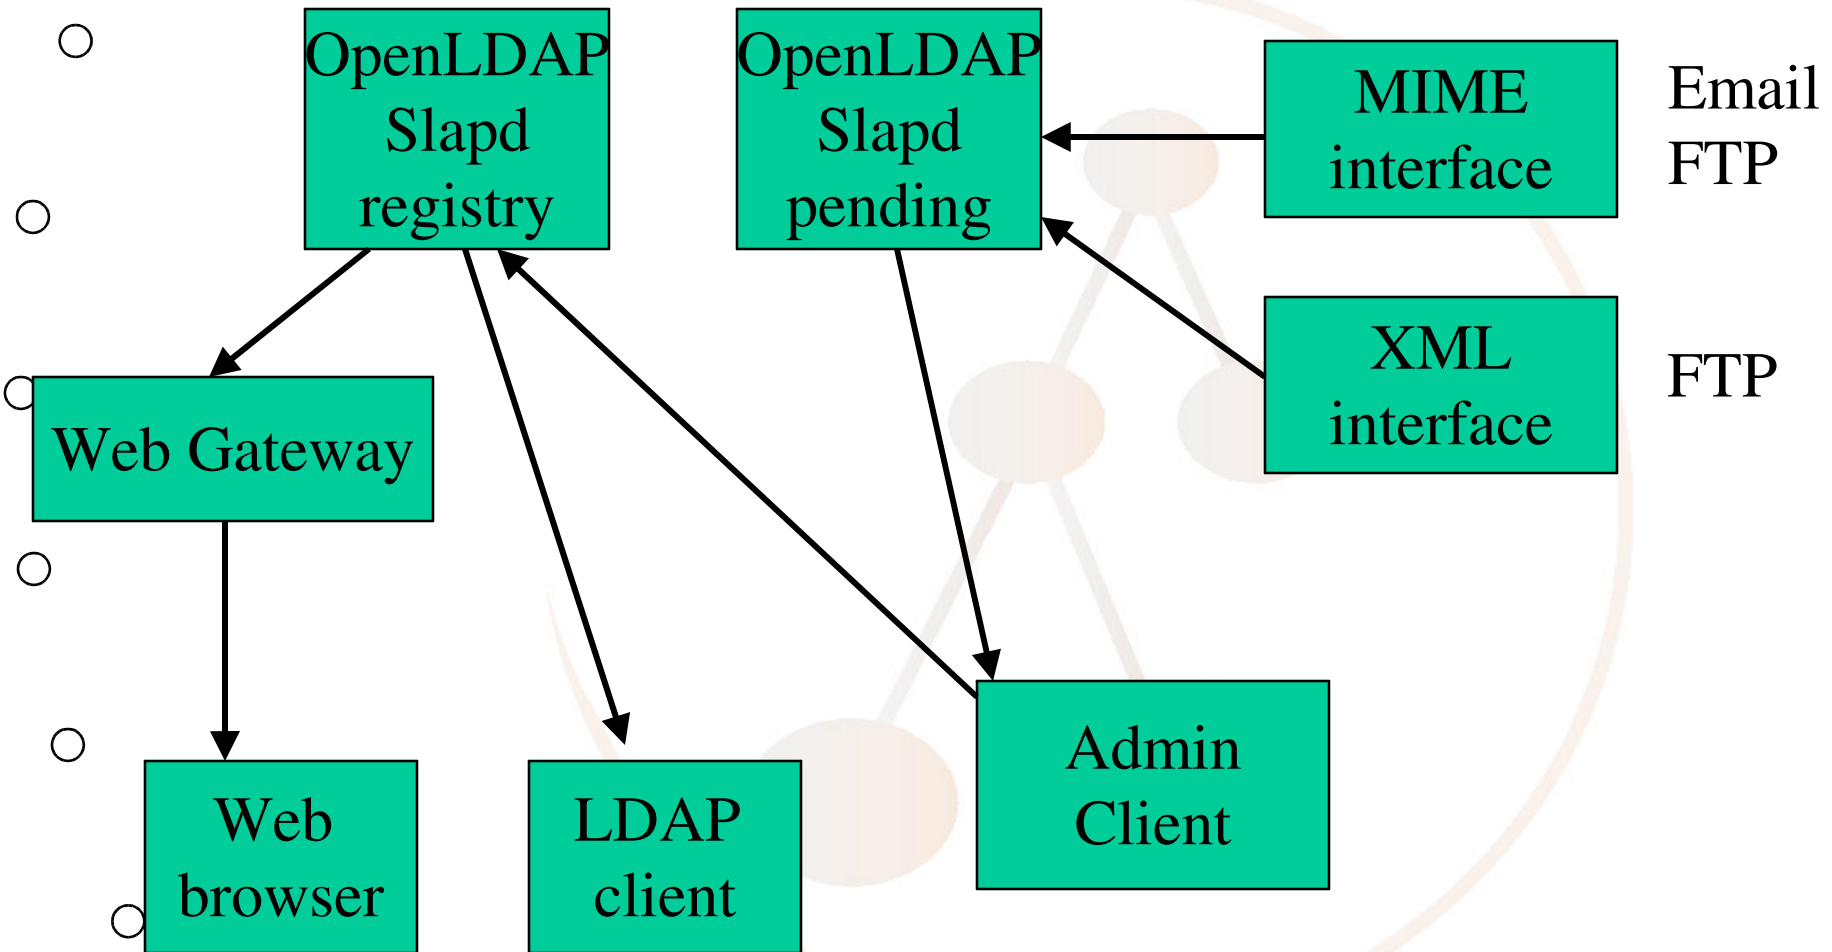 OpenLDAP
Slapd
registry
OpenLDAP
Slapd
pending
MIME
interface
Email
FTP
XML
interface
FTP
Web Gateway
Web
browser
LDAP
client
Admin
Client